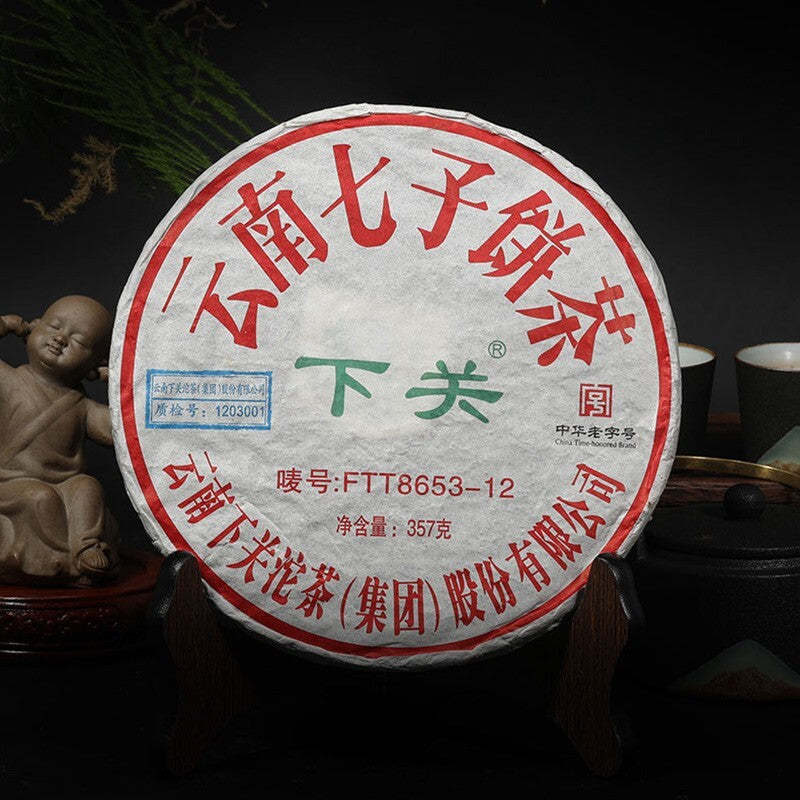 云南七子饼茶
下关®
云南下关沱茶(集团)股份有限公司
质检号：1203001
中华老字号
China Time-honored Brand
唛号:FTT8653-12
净含量：357克
云南下关沱茶(集团)股份有限公司